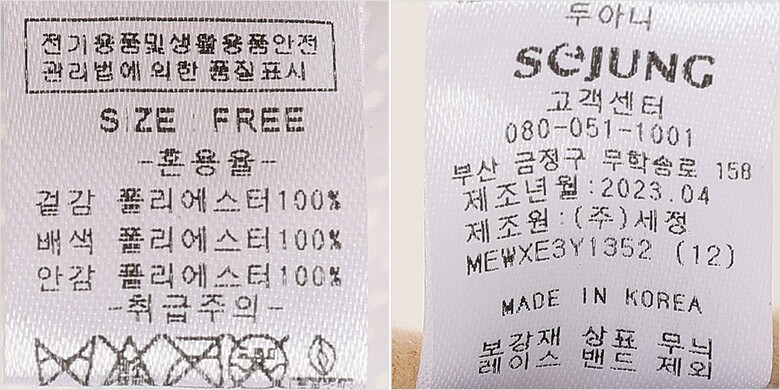 전기용품및생활용품안전
관리법에 의한 품질표시
SIZE FREE
-혼용율-
겉감 폴리에스터100%
배색 폴리에스터100%
안감 폴리에스터100%
-취급주의-
두아니
SEJUNG
고객센터
080-051-1001
부산 금정구 무학송로 158
제조년월:2023.04
제조원:(주)세정
MEWXE3Y1352 (12)
MADE IN KOREA
보강재 상표 무늬
레이스 밴드 제외